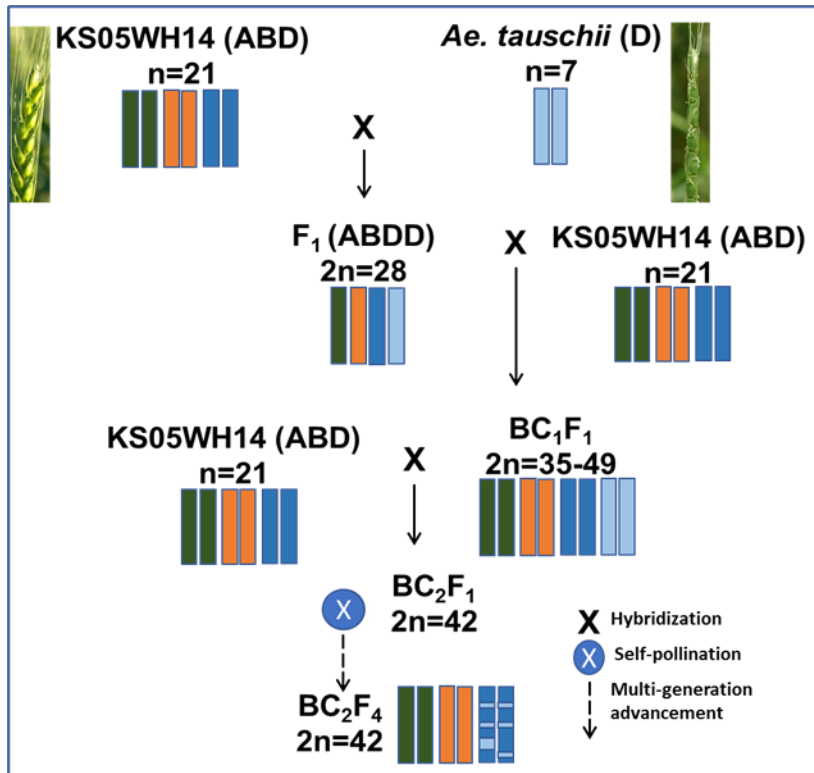 KS05WH14 (ABD)
n=21
Ae. tauschii (D)
n=7
X
F₁ (ABDD)
2n=28
X
KS05WH14 (ABD)
n=21
KS05WH14 (ABD)
n=21
X
BC₁F₁
2n=35-49
BC₂F₁
2n=42
X
BC₂F₄
2n=42
X Hybridization
X Self-pollination
Multi-generation
advancement